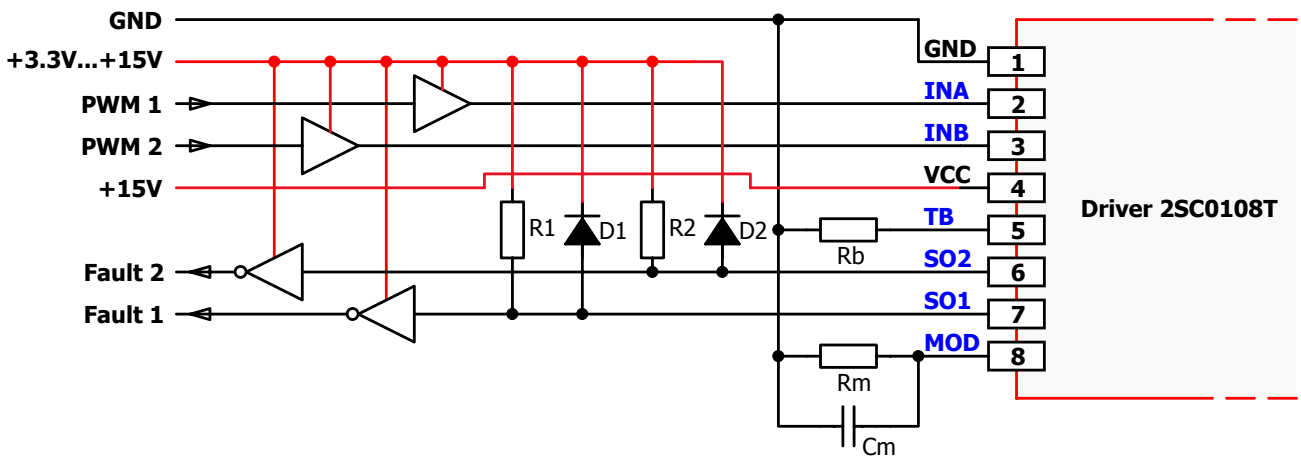 GND
+3.3V...+15V
PWM 1
PWM 2
+15V
Fault 2
Fault 1
R1
D1
R2
D2
Rb
Rm
Cm
GND
INA
INB
VCC
TB
SO2
SO1
MOD
1
2
3
4
5
6
7
8
Driver 2SC0108T